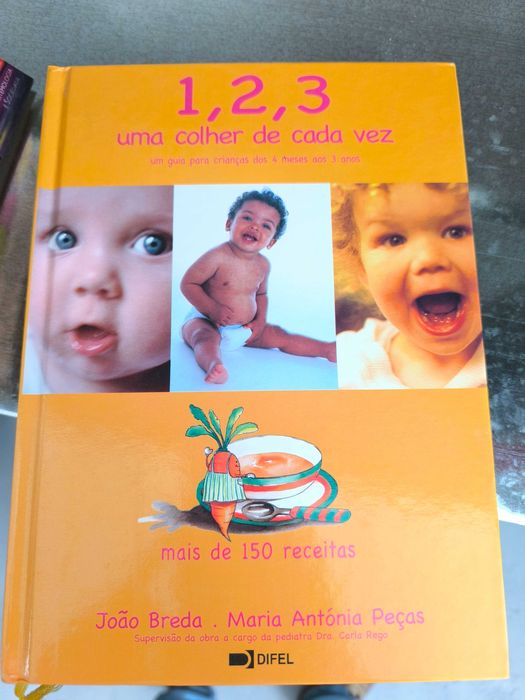 1, 2, 3
uma colher de cada vez
um guia para crianças dos 4 meses aos 3 anos
mais de 150 receitas
João Breda . Maria Antónia Peças
Supervisão da obra a cargo da pediatra Dra. Carla Rego
DIFEL